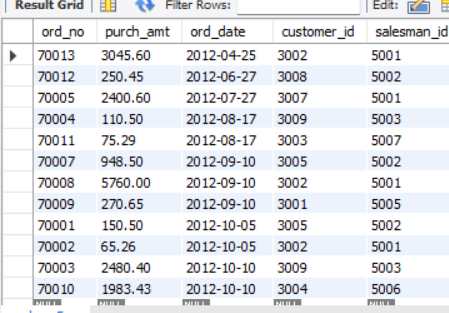 Result Grid Filter Rows: Edit:
ord_no purch_amt ord_date customer_id salesman_id
70013 3045.60 2012-04-25 3002 5001
70012 250.45 2012-06-27 3008 5002
70005 2400.60 2012-07-27 3007 5001
70004 110.50 2012-08-17 3009 5003
70011 75.29 2012-08-17 3003 5007
70007 948.50 2012-09-10 3005 5002
70008 5760.00 2012-09-10 3002 5001
70009 270.65 2012-09-10 3001 5005
70001 150.50 2012-10-05 3005 5002
70002 65.26 2012-10-05 3002 5001
70003 2480.40 2012-10-10 3009 5003
70010 1983.43 2012-10-10 3004 5006
NULL NULL NULL NULL NULL